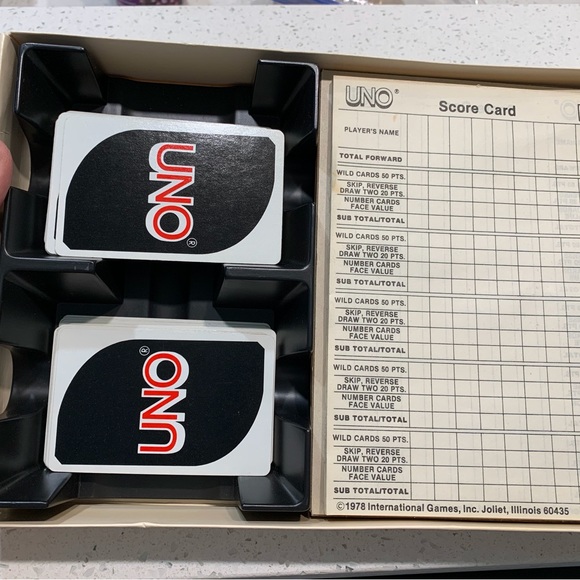 UNO®
UNO®
UNO® Score Card
PLAYER'S NAME
TOTAL FORWARD
WILD CARDS 50 PTS.
SKIP, REVERSE
DRAW TWO 20 PTS.
NUMBER CARDS
FACE VALUE
SUB TOTAL/TOTAL
WILD CARDS 50 PTS.
SKIP, REVERSE
DRAW TWO 20 PTS.
NUMBER CARDS
FACE VALUE
SUB TOTAL/TOTAL
WILD CARDS 50 PTS.
SKIP, REVERSE
DRAW TWO 20 PTS.
NUMBER CARDS
FACE VALUE
SUB TOTAL/TOTAL
WILD CARDS 50 PTS.
SKIP, REVERSE
DRAW TWO 20 PTS.
NUMBER CARDS
FACE VALUE
SUB TOTAL/TOTAL
WILD CARDS 50 PTS.
SKIP, REVERSE
DRAW TWO 20 PTS.
NUMBER CARDS
FACE VALUE
SUB TOTAL/TOTAL
©1978 International Games, Inc. Joliet, Illinois 60435